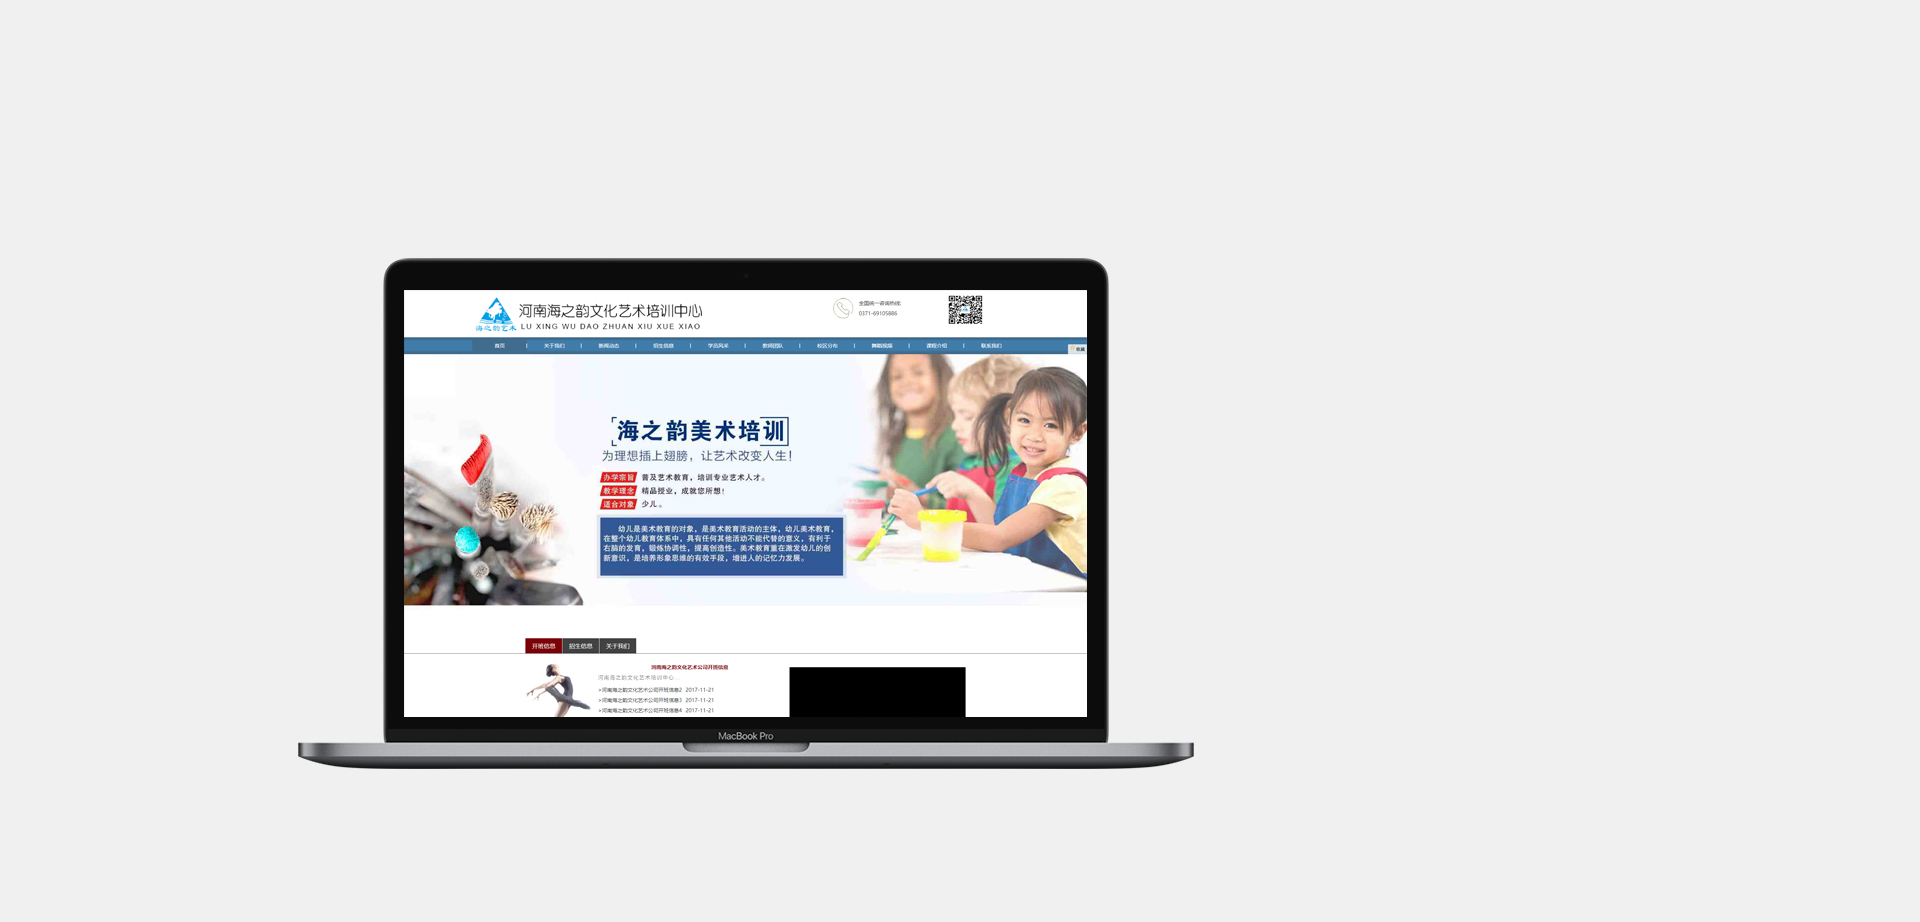 河南海之韵文化艺术培训中心
海之韵艺术
LU XING WU DAO ZHUAN XIU XUE XIAO
全国统一咨询热线:
0371-69105886
首页 | 关于我们 | 新闻动态 | 招生信息 | 学员风采 | 教师团队 | 校区分布 | 舞蹈视频 | 课程介绍 | 联系我们
收藏
海之韵美术培训
为理想插上翅膀，让艺术改变人生！
办学宗旨 普及艺术教育，培训专业艺术人才。
教学理念 精品授业，成就您所想！
适合对象 少儿。
幼儿是美术教育的对象，是美术教育活动的主体，幼儿美术教育，
在整个幼儿教育体系中，具有任何其他活动不能代替的意义，有利于
右脑的发育，锻炼协调性，提高创造性。美术教育重在激发幼儿的创
新意识，是培养形象思维的有效手段，增进人的记忆力发展。
开班信息 招生信息 关于我们
河南海之韵文化艺术公司开班信息
河南海之韵文化艺术培训中心...
>河南海之韵文化艺术公司开班信息2 2017-11-21
>河南海之韵文化艺术公司开班信息3 2017-11-21
>河南海之韵文化艺术公司开班信息4 2017-11-21
MacBook Pro